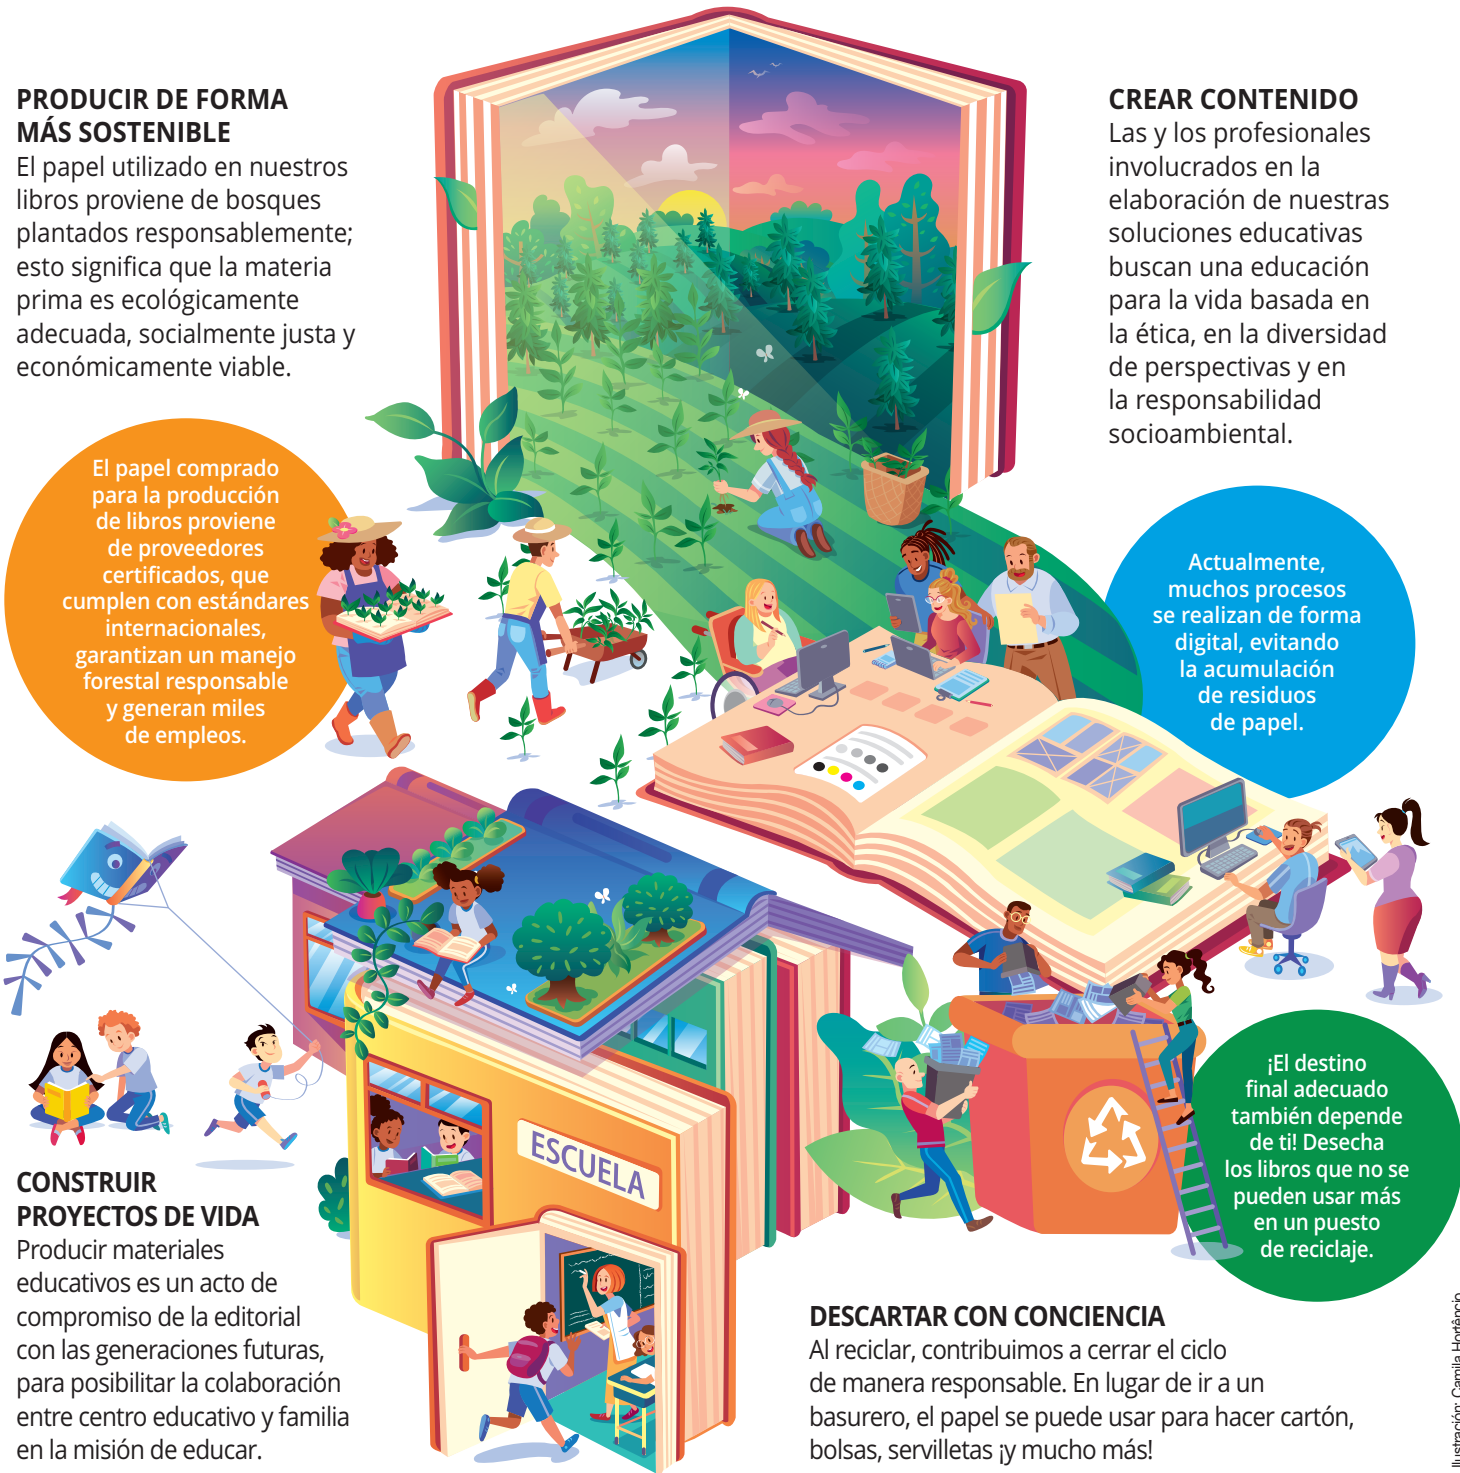 PRODUCIR DE FORMA
MÁS SOSTENIBLE
El papel utilizado en nuestros
libros proviene de bosques
plantados responsablemente;
esto significa que la materia
prima es ecológicamente
adecuada, socialmente justa y
económicamente viable.
CREAR CONTENIDO
Las y los profesionales
involucrados en la
elaboración de nuestras
soluciones educativas
buscan una educación
para la vida basada en
la ética, en la diversidad
de perspectivas y en
la responsabilidad
socioambiental.
El papel comprado
para la producción
de libros proviene
de proveedores
certificados, que
cumplen con estándares
internacionales,
garantizan un manejo
forestal responsable
y generan miles
de empleos.
Actualmente,
muchos procesos
se realizan de forma
digital, evitando
la acumulación
de residuos
de papel.
ESCUELA
¡El destino
final adecuado
también depende
de ti! Desecha
los libros que no se
pueden usar más
en un puesto
de reciclaje.
CONSTRUIR
PROYECTOS DE VIDA
Producir materiales
educativos es un acto de
compromiso de la editorial
con las generaciones futuras,
para posibilitar la colaboración
entre centro educativo y familia
en la misión de educar.
DESCARTAR CON CONCIENCIA
Al reciclar, contribuimos a cerrar el ciclo
de manera responsable. En lugar de ir a un
basurero, el papel se puede usar para hacer cartón,
bolsas, servilletas ¡y mucho más!
Ilustración: Camila Hortêncio